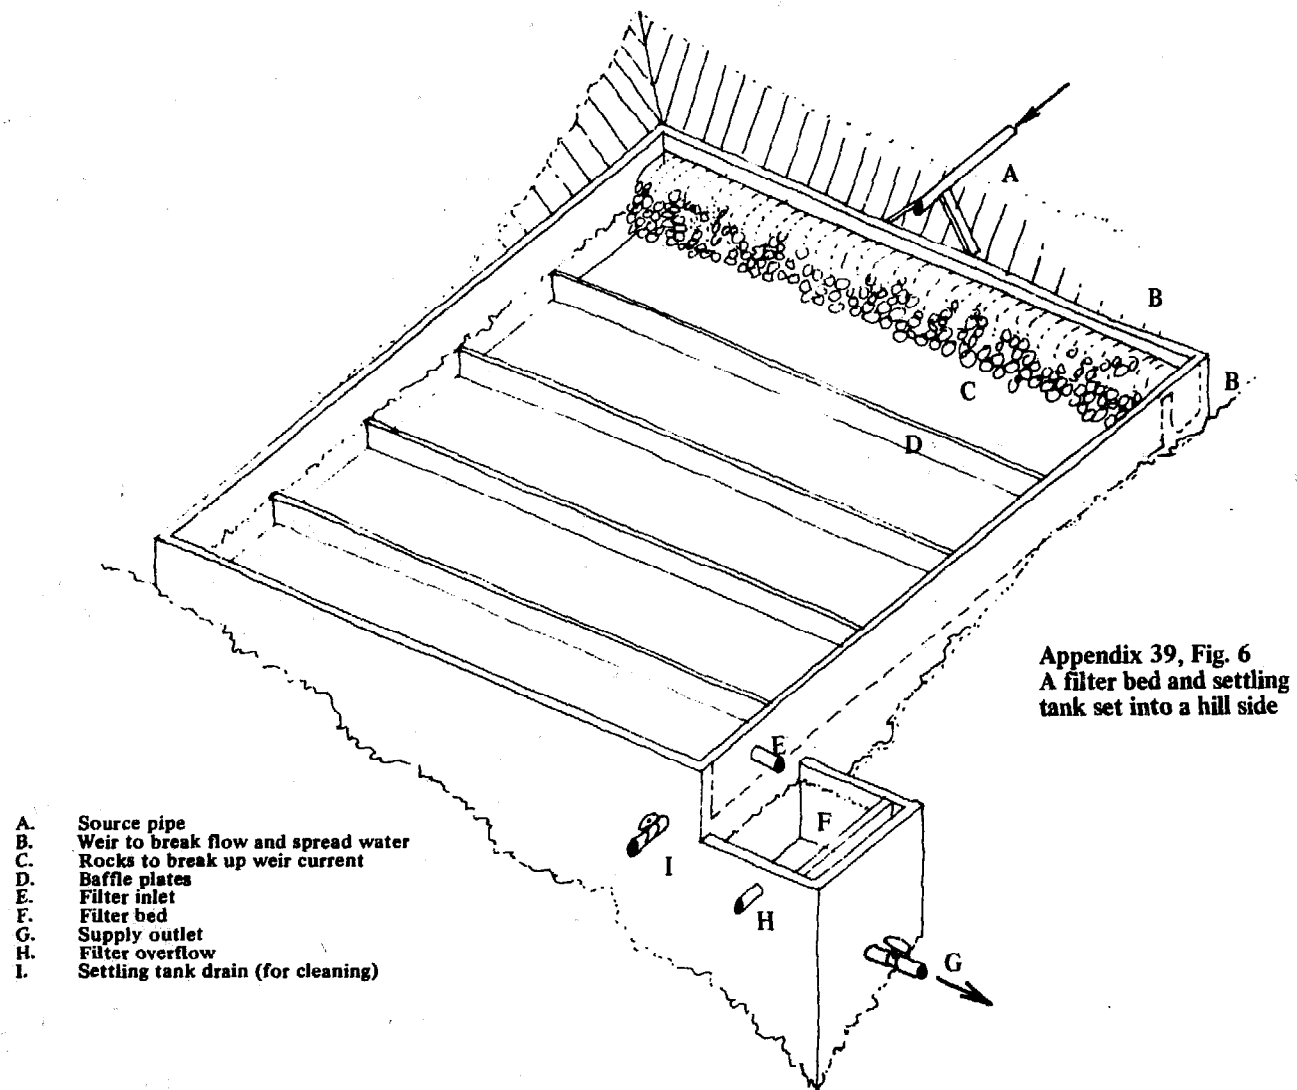 A
B
B
C
D
Appendix 39, Fig. 6
A filter bed and settling
tank set into a hill side
E
F
I
H
G
A. Source pipe
B. Weir to break flow and spread water
C. Rocks to break up weir current
D. Baffle plates
E. Filter inlet
F. Filter bed
G. Supply outlet
H. Filter overflow
I. Settling tank drain (for cleaning)